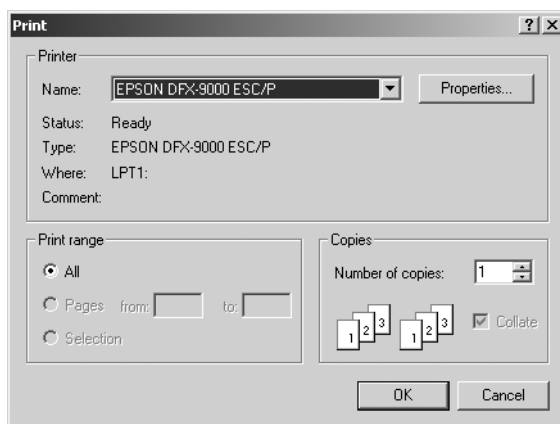 Print
Printer
Name: EPSON DFX-9000 ESC/P Properties...
Status: Ready
Type: EPSON DFX-9000 ESC/P
Where: LPT1:
Comment:
Print range
All
Pages from: to:
Selection
Copies
Number of copies: 1
1 2 3 1 2 3 Collate
OK Cancel